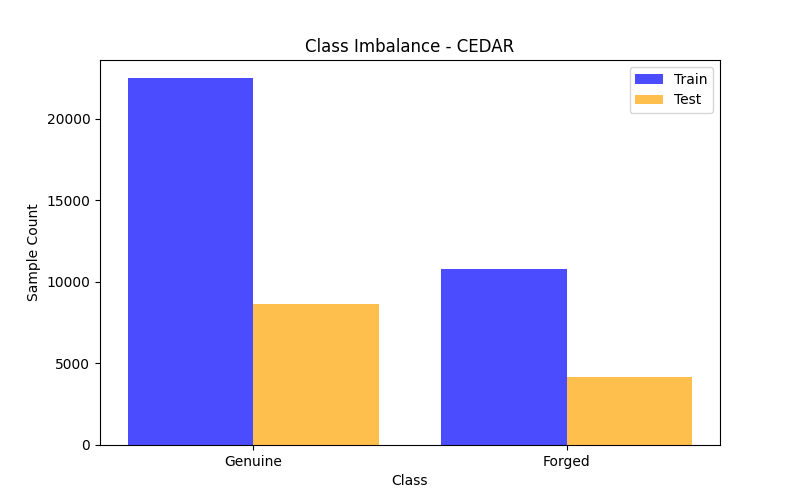 Class Imbalance - CEDAR
Train
Test
20000
15000
10000
5000
0
Sample Count
Genuine
Forged
Class